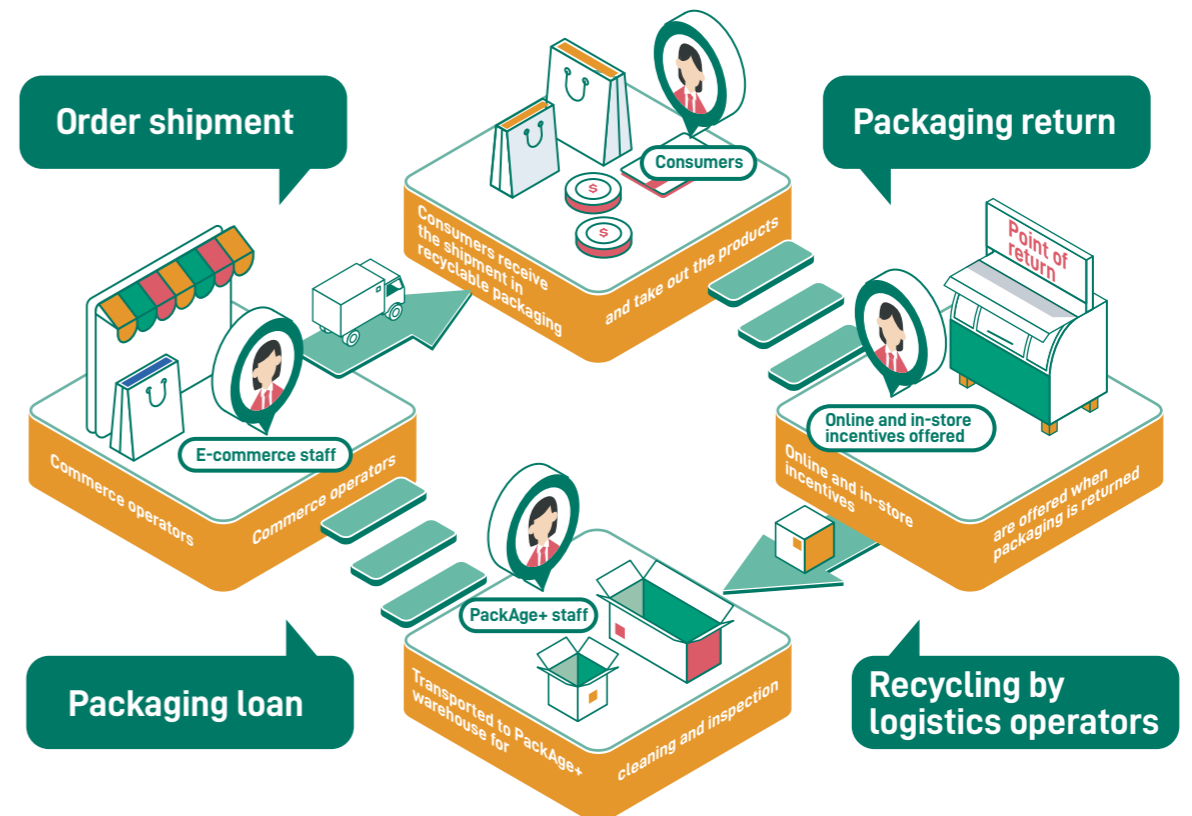 Order shipment
Packaging return
Consumers
Consumers receive
the shipment in
recyclable packaging
and take out the products
$
$
Point of
return
E-commerce staff
Commerce operators
Commerce operators
Online and in-store
incentives offered
Online and in-store
incentives
are offered when
packaging is returned
PackAge+ staff
Transported to PackAge+
warehouse for
cleaning and inspection
Packaging loan
Recycling by
logistics operators